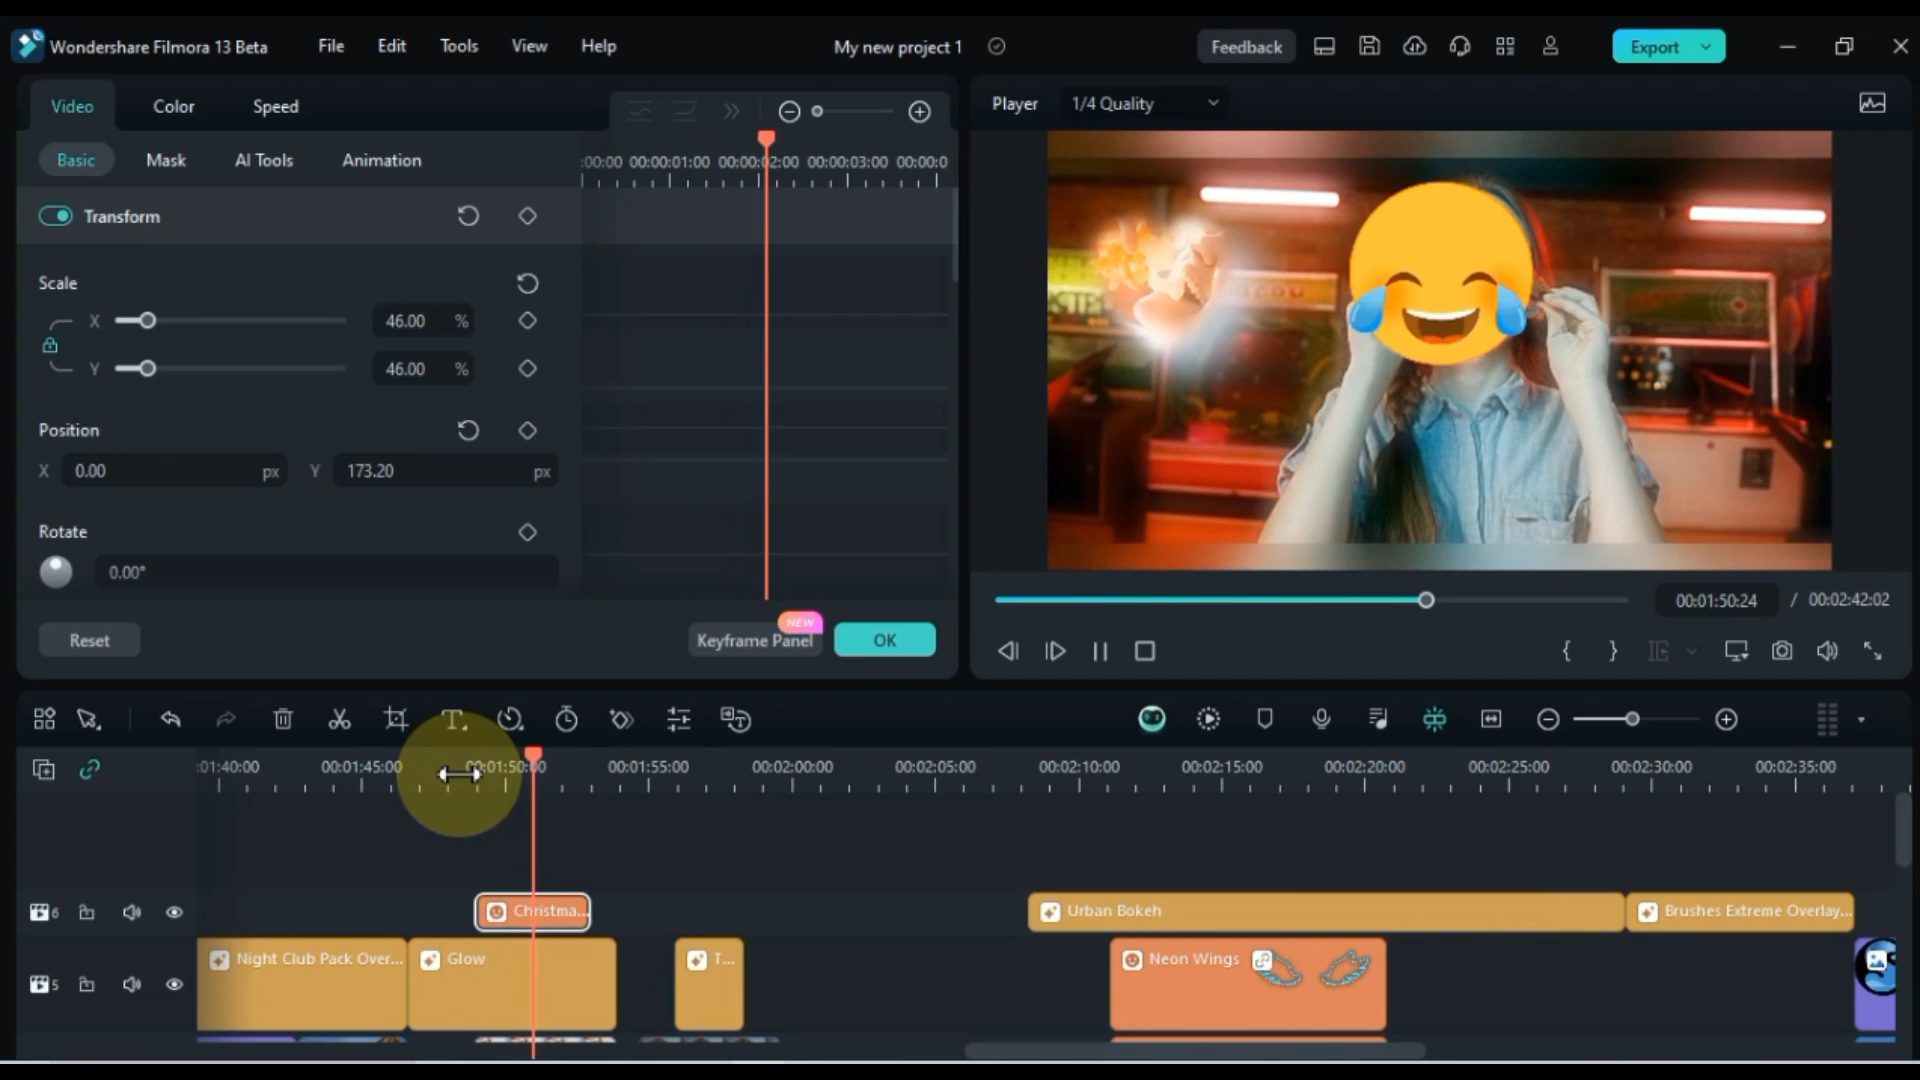 Wondershare Filmora 13 Beta
File Edit Tools View Help
My new project 1
Feedback
Export
Video Color Speed
Player 1/4 Quality
Basic Mask AI Tools Animation
:00:00 00:00:01:00 00:00:02:00 00:00:03:00 00:00:0
Transform
Scale
X 46.00 %
Y 46.00 %
Position
X 0.00 px Y 173.20 px
Rotate
0.00°
00:01:50:24 / 00:02:42:02
NEW
Reset Keyframe Panel OK
:01:40:00 00:01:45:00 00:01:50:00 00:01:55:00 00:02:00:00 00:02:05:00 00:02:10:00 00:02:15:00 00:02:20:00 00:02:25:00 00:02:30:00 00:02:35:00
6 Christma... Urban Bokeh Brushes Extreme Overlay...
Night Club Pack Over... Glow T... Neon Wings
5